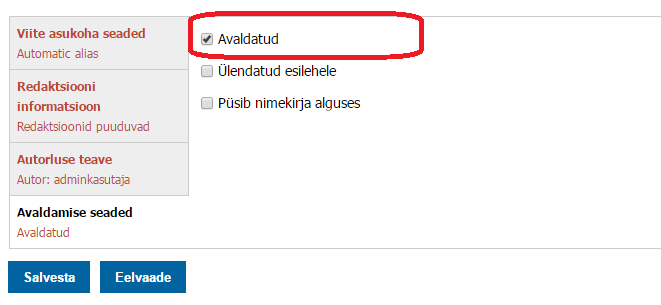 Viite asukoha seaded
Automatic alias
Redaktsiooni
informatsioon
Redaktsioonid puuduvad
Autorluse teave
Autor: adminkasutaja
Avaldamise seaded
Avaldatud
Avaldatud
Ülendatud esilehele
Püsib nimekirja alguses
Salvesta
Eelvaade